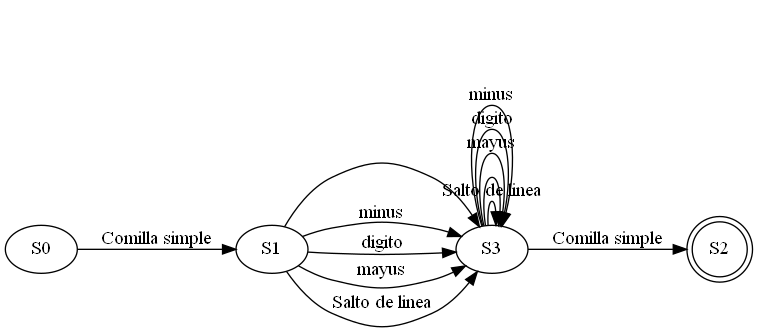 minus
digito
mayus
Salto de linea
S0
Comilla simple
S1
minus
digito
mayus
Salto de linea
S3
Comilla simple
S2